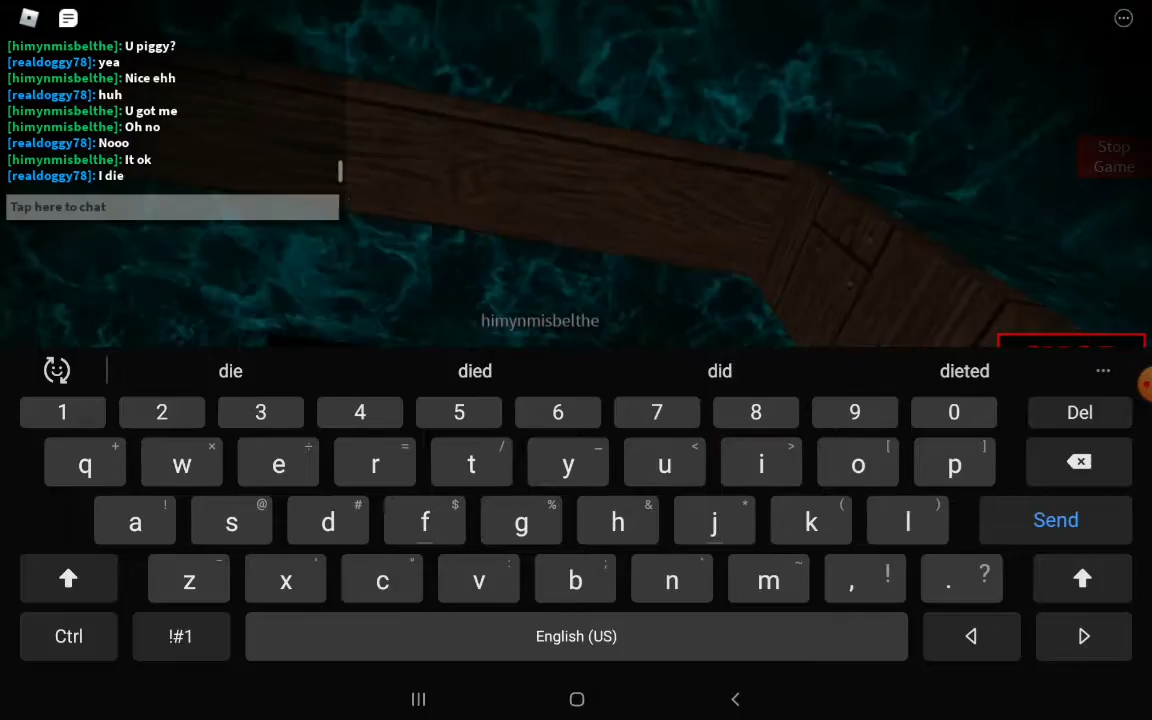 [himynmisbelthe]: U piggy?
[realdoggy78]: yea
[himynmisbelthe]: Nice ehh
[realdoggy78]: huh
[himynmisbelthe]: U got me
[himynmisbelthe]: Oh no
[realdoggy78]: Nooo
[himynmisbelthe]: It ok
[realdoggy78]: I die
Tap here to chat
Stop
Game
himynmisbelthe
die died did dieted
1 2 3 4 5 6 7 8 9 0 Del
+ × ÷ = / _ < > [ ]
q w e r t y u i o p
! @ # $ % & * ( )
a s d f g h j k l Send
z x c v b n m , ! . ?
Ctrl !#1 English (US)